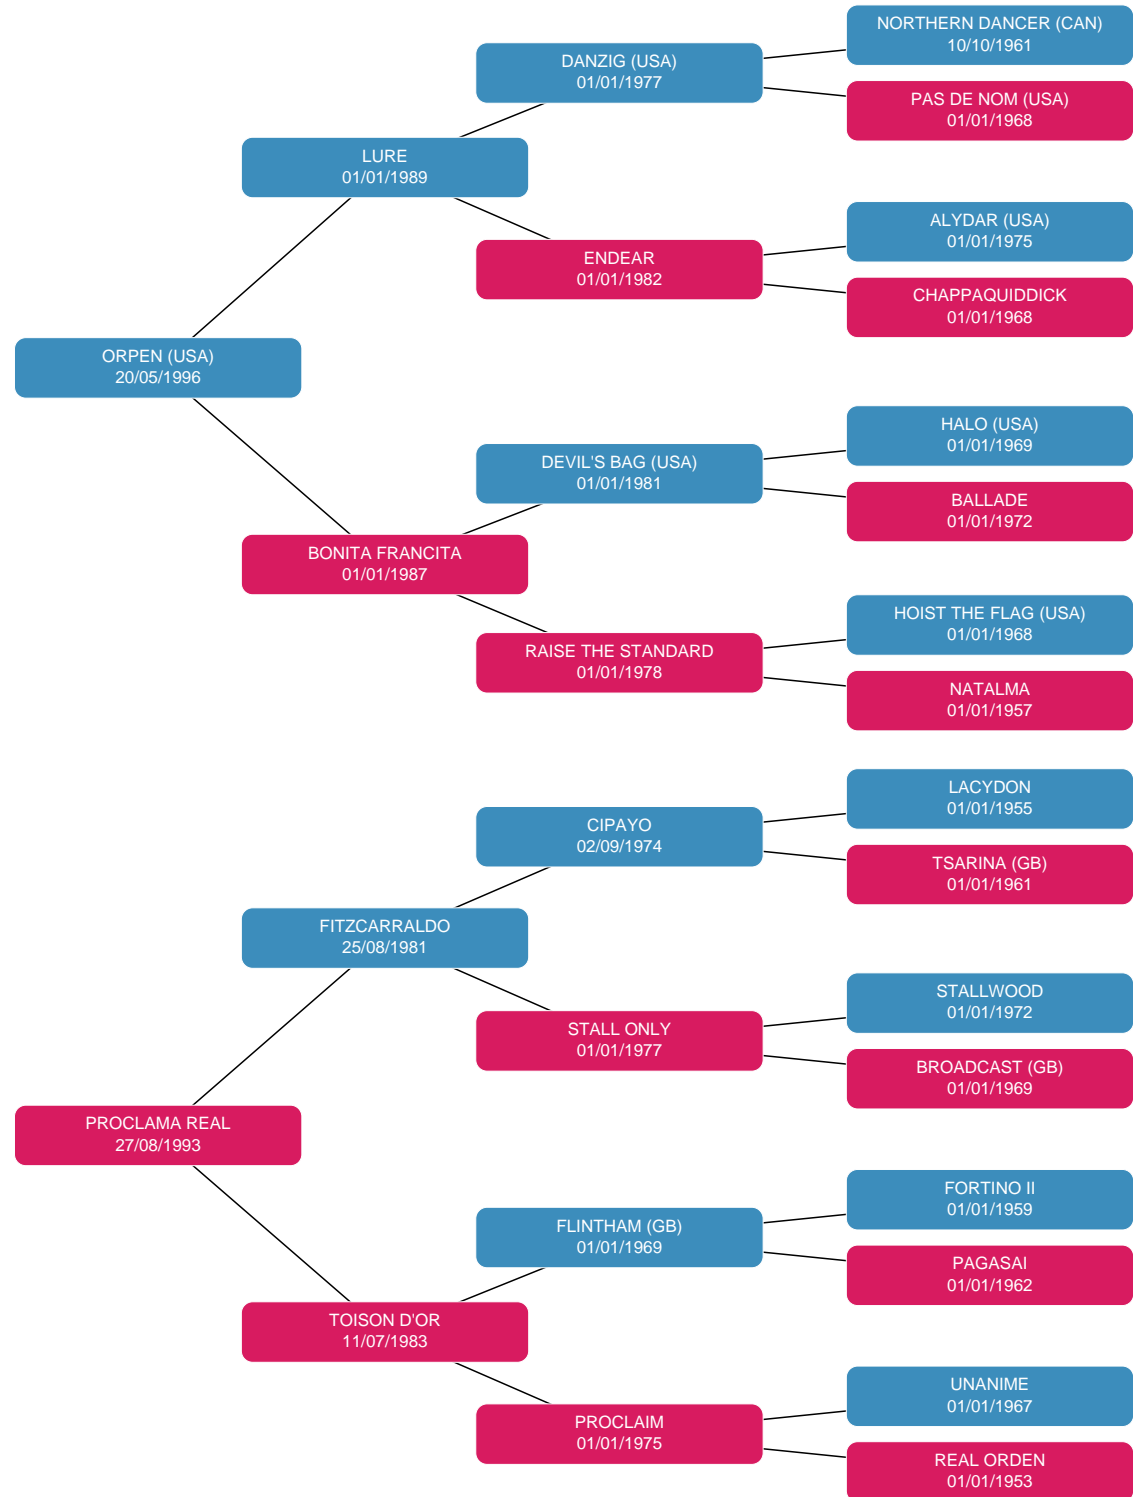 NORTHERN DANCER (CAN)
10/10/1961
DANZIG (USA)
01/01/1977
PAS DE NOM (USA)
01/01/1968
LURE
01/01/1989
ALYDAR (USA)
01/01/1975
ENDEAR
01/01/1982
CHAPPAQUIDDICK
01/01/1968
ORPEN (USA)
20/05/1996
HALO (USA)
01/01/1969
DEVIL'S BAG (USA)
01/01/1981
BALLADE
01/01/1972
BONITA FRANCITA
01/01/1987
HOIST THE FLAG (USA)
01/01/1968
RAISE THE STANDARD
01/01/1978
NATALMA
01/01/1957
LACYDON
01/01/1955
CIPAYO
02/09/1974
TSARINA (GB)
01/01/1961
FITZCARRALDO
25/08/1981
STALLWOOD
01/01/1972
STALL ONLY
01/01/1977
BROADCAST (GB)
01/01/1969
PROCLAMA REAL
27/08/1993
FORTINO II
01/01/1959
FLINTHAM (GB)
01/01/1969
PAGASAI
01/01/1962
TOISON D'OR
11/07/1983
UNANIME
01/01/1967
PROCLAIM
01/01/1975
REAL ORDEN
01/01/1953